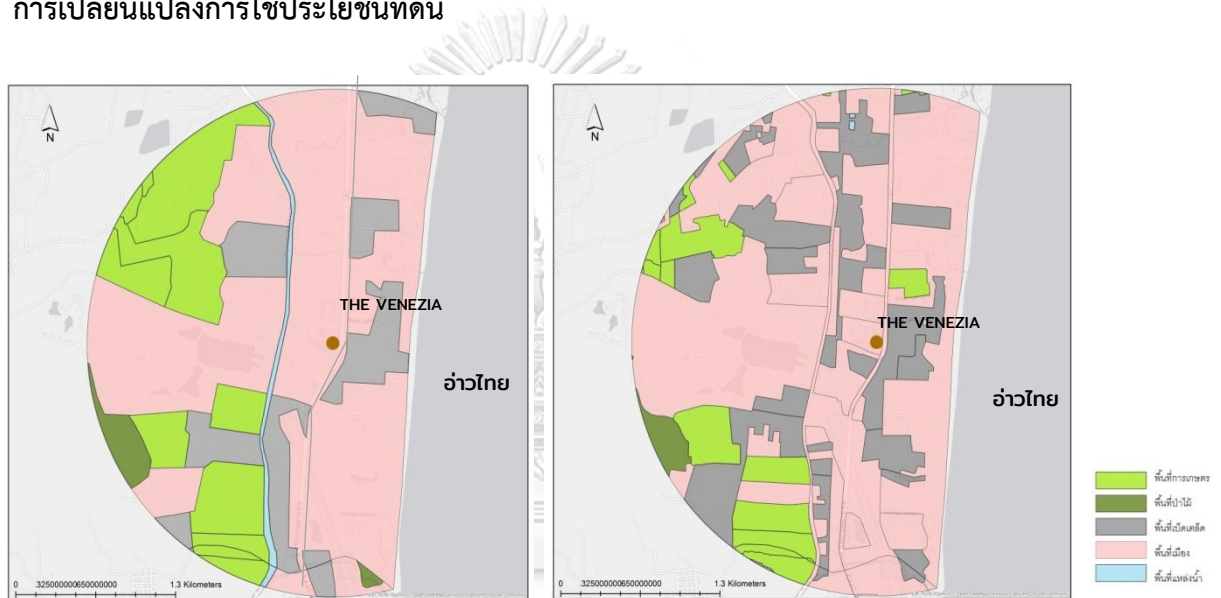 การเปลี่ยนแปลงการใช้ประโยชน์ที่ดิน
N
THE VENEZIA
อ่าวไทย
0 .3250000000650000000 1.3 Kilometers
N
THE VENEZIA
อ่าวไทย
0 .3250000000650000000 1.3 Kilometers
พื้นที่การเกษตร
พื้นที่ป่าไม้
พื้นที่เบ็ดเตล็ด
พื้นที่เมือง
พื้นที่แหล่งน้ำ